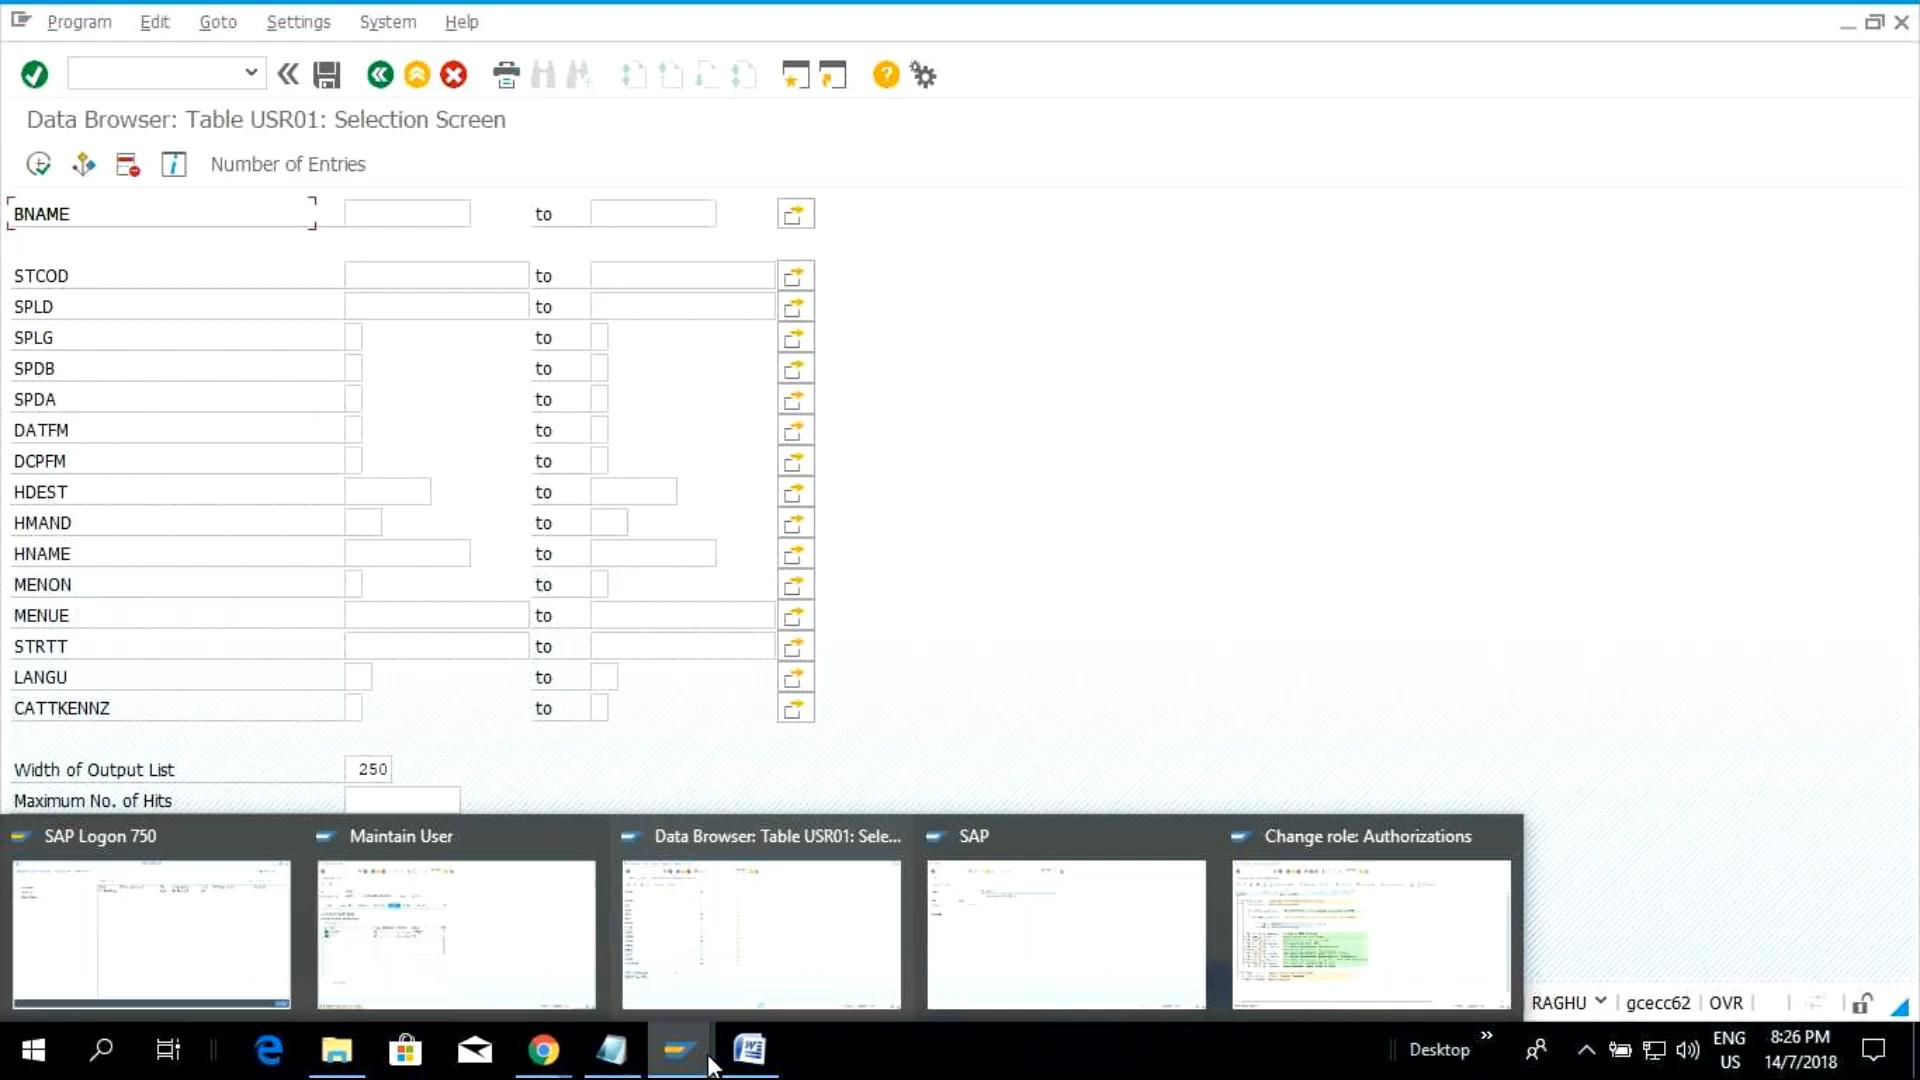 Program Edit Goto Settings System Help
Data Browser: Table USR01: Selection Screen
Number of Entries
BNAME to
STCOD to
SPLD to
SPLG to
SPDB to
SPDA to
DATFM to
DCPFM to
HDEST to
HMAND to
HNAME to
MENON to
MENUE to
STRTT to
LANGU to
CATTKENNZ to
Width of Output List 250
Maximum No. of Hits
SAP Logon 750 Maintain User Data Browser: Table USR01: Sele... SAP Change role: Authorizations
RAGHU gcecc62 OVR
Desktop ENG US 8:26 PM 14/7/2018